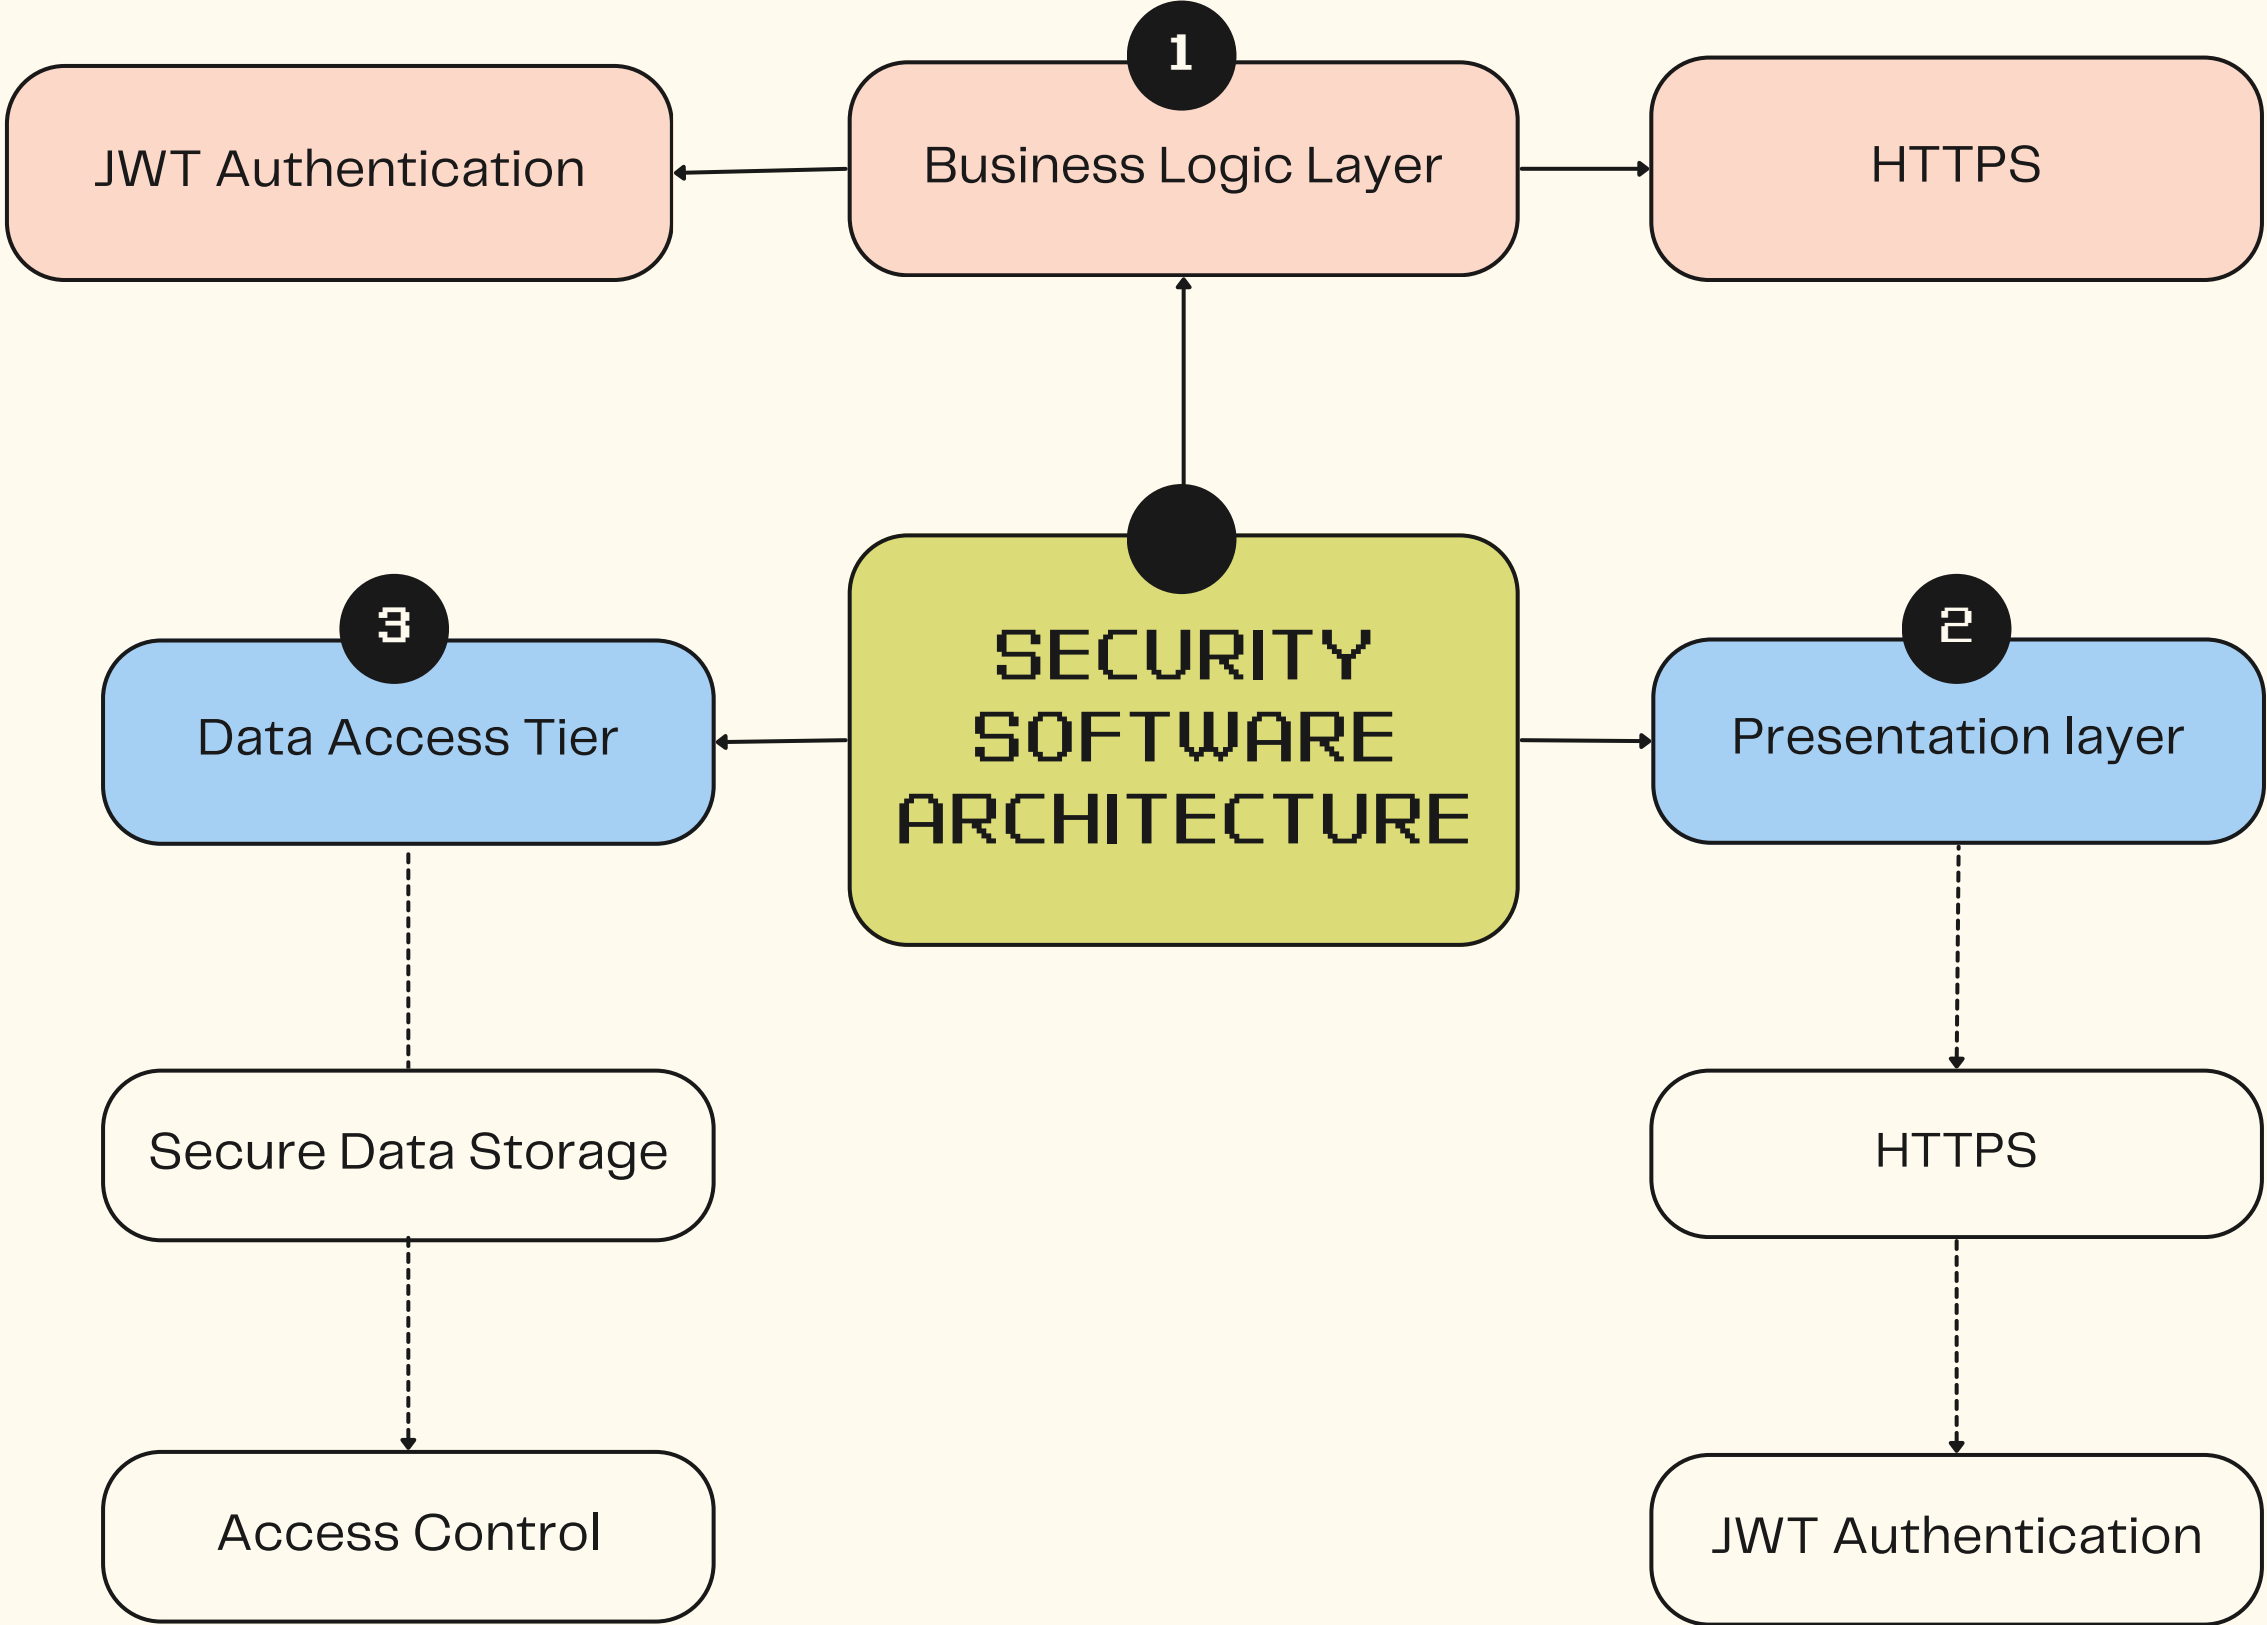 1
JWT Authentication
Business Logic Layer
HTTPS
3
2
SECURITY
SOFTWARE
ARCHITECTURE
Data Access Tier
Presentation layer
Secure Data Storage
HTTPS
Access Control
JWT Authentication